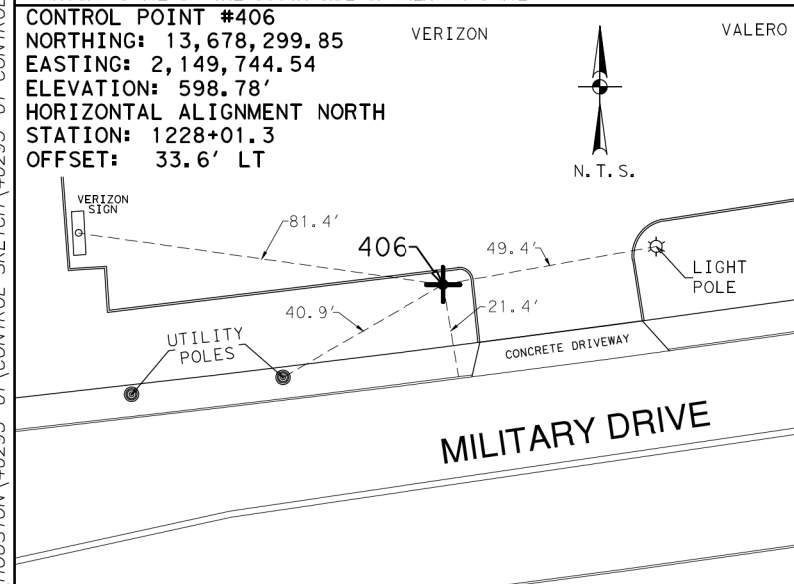 CONTROL POINT #406
NORTHING: 13,678,299.85
EASTING: 2,149,744.54
ELEVATION: 598.78'
HORIZONTAL ALIGNMENT NORTH
STATION: 1228+01.3
OFFSET: 33.6' LT
VERIZON
VALERO
N.T.S.
VERIZON
SIGN
81.4'
406
49.4'
LIGHT
POLE
40.9'
21.4'
UTILITY
POLES
CONCRETE DRIVEWAY
MILITARY DRIVE